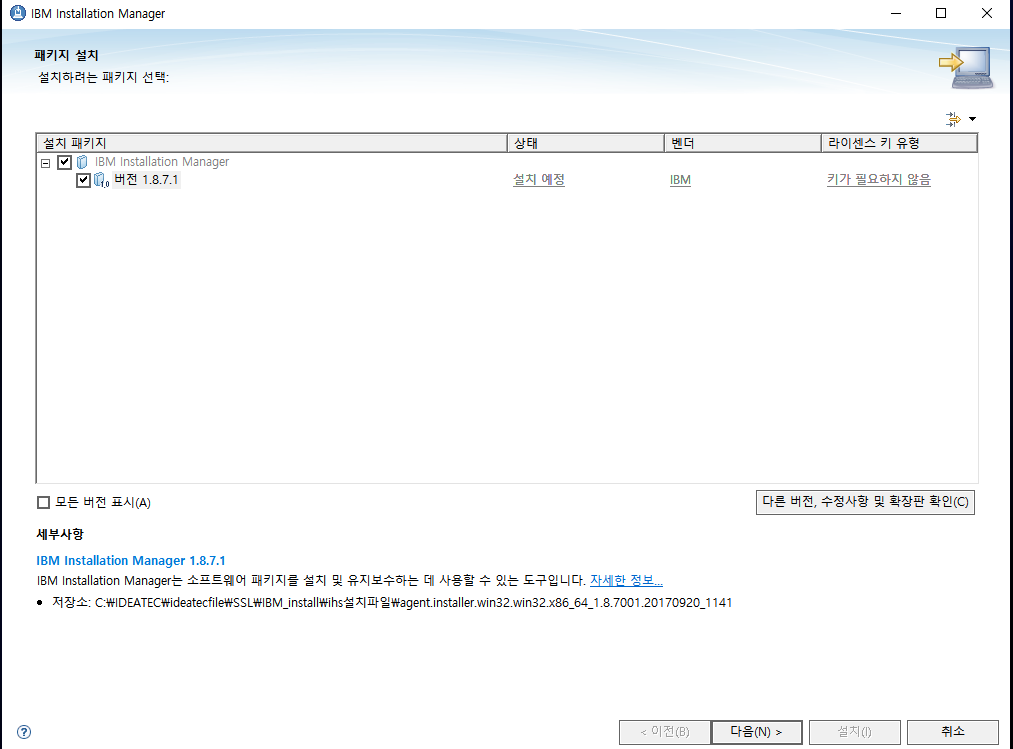 IBM Installation Manager
패키지 설치
설치하려는 패키지 선택:
설치 패키지 상태 벤더 라이센스 키 유형
IBM Installation Manager
버전 1.8.7.1 설치 예정 IBM 키가 필요하지 않음
모든 버전 표시(A) 다른 버전, 수정사항 및 확장판 확인(C)
세부사항
IBM Installation Manager 1.8.7.1
IBM Installation Manager는 소프트웨어 패키지를 설치 및 유지보수하는 데 사용할 수 있는 도구입니다. 자세한 정보...
• 저장소: C:₩IDEATEC₩ideatecfile₩SSL₩IBM_install₩ihs설치파일₩agent.installer.win32.win32.x86_64_1.8.7001.20170920_1141
< 이전(B) 다음(N) > 설치(I) 취소